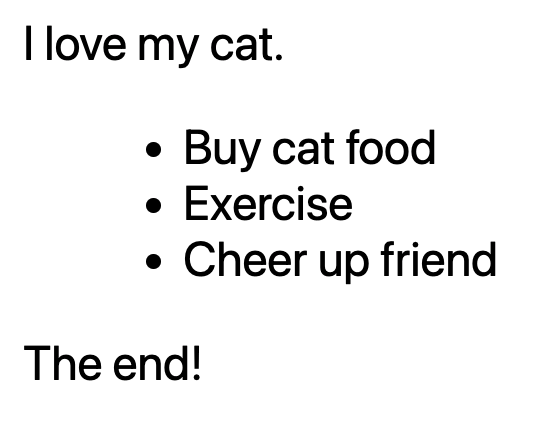 I love my cat.
• Buy cat food
• Exercise
• Cheer up friend
The end!